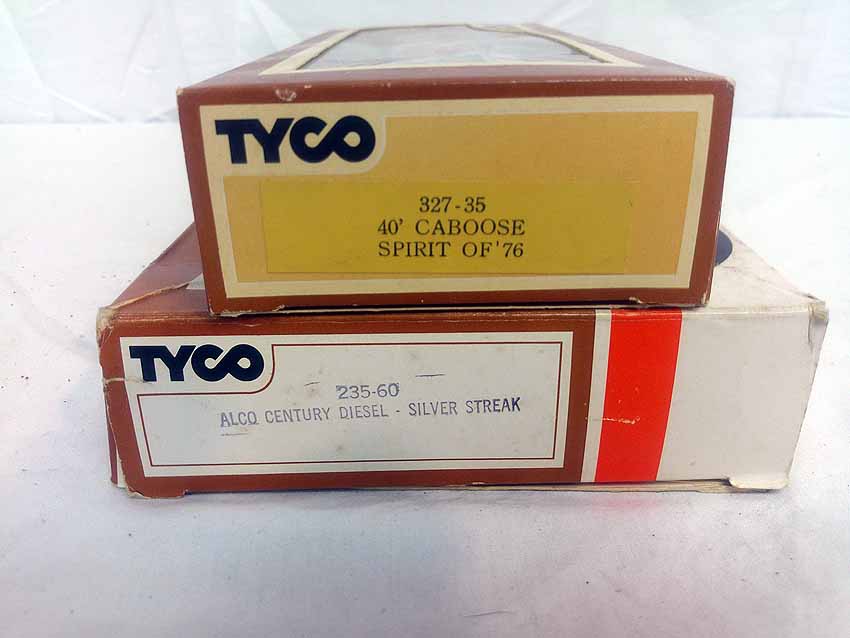 TYCO
327-35
40' CABOOSE
SPIRIT OF '76
TYCO
235-60
ALCO CENTURY DIESEL - SILVER STREAK